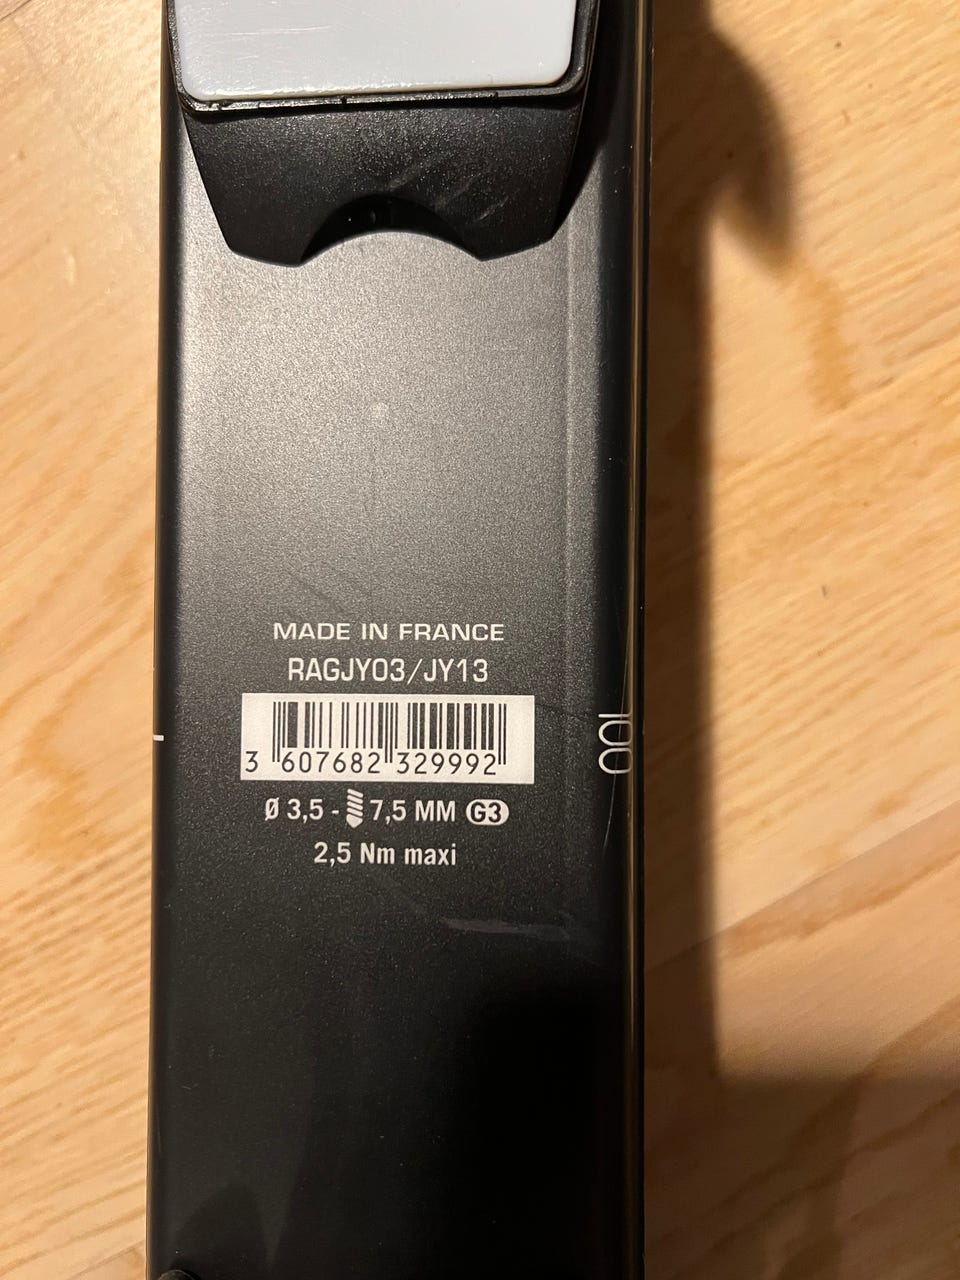 MADE IN FRANCE
RAGJY03/JY13
3 607682 329992
100
Ø 3,5 - 7,5 MM G3
2,5 Nm maxi